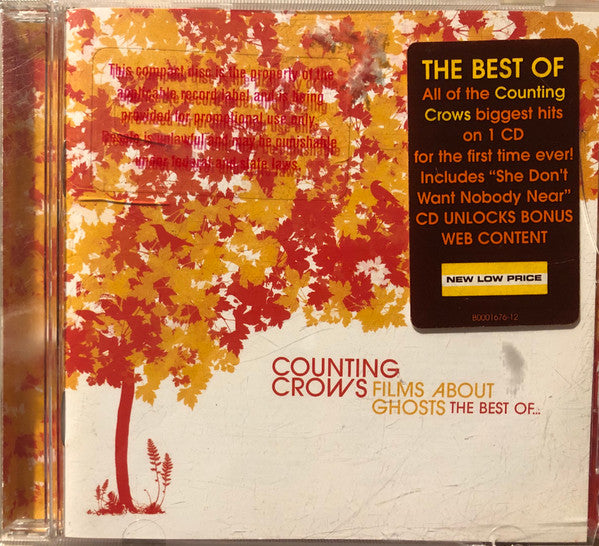 This compact disc is the property of the
applicable record label and is being
provided for promotional use only.
Resale is unlawful and may be punishable
under federal and state laws.
THE BEST OF
All of the Counting
Crows biggest hits
on 1 CD
for the first time ever!
Includes “She Don't
Want Nobody Near”
CD UNLOCKS BONUS
WEB CONTENT
NEW LOW PRICE
B0001676-12
COUNTING
CROWS FILMS ABOUT
GHOSTS THE BEST OF...